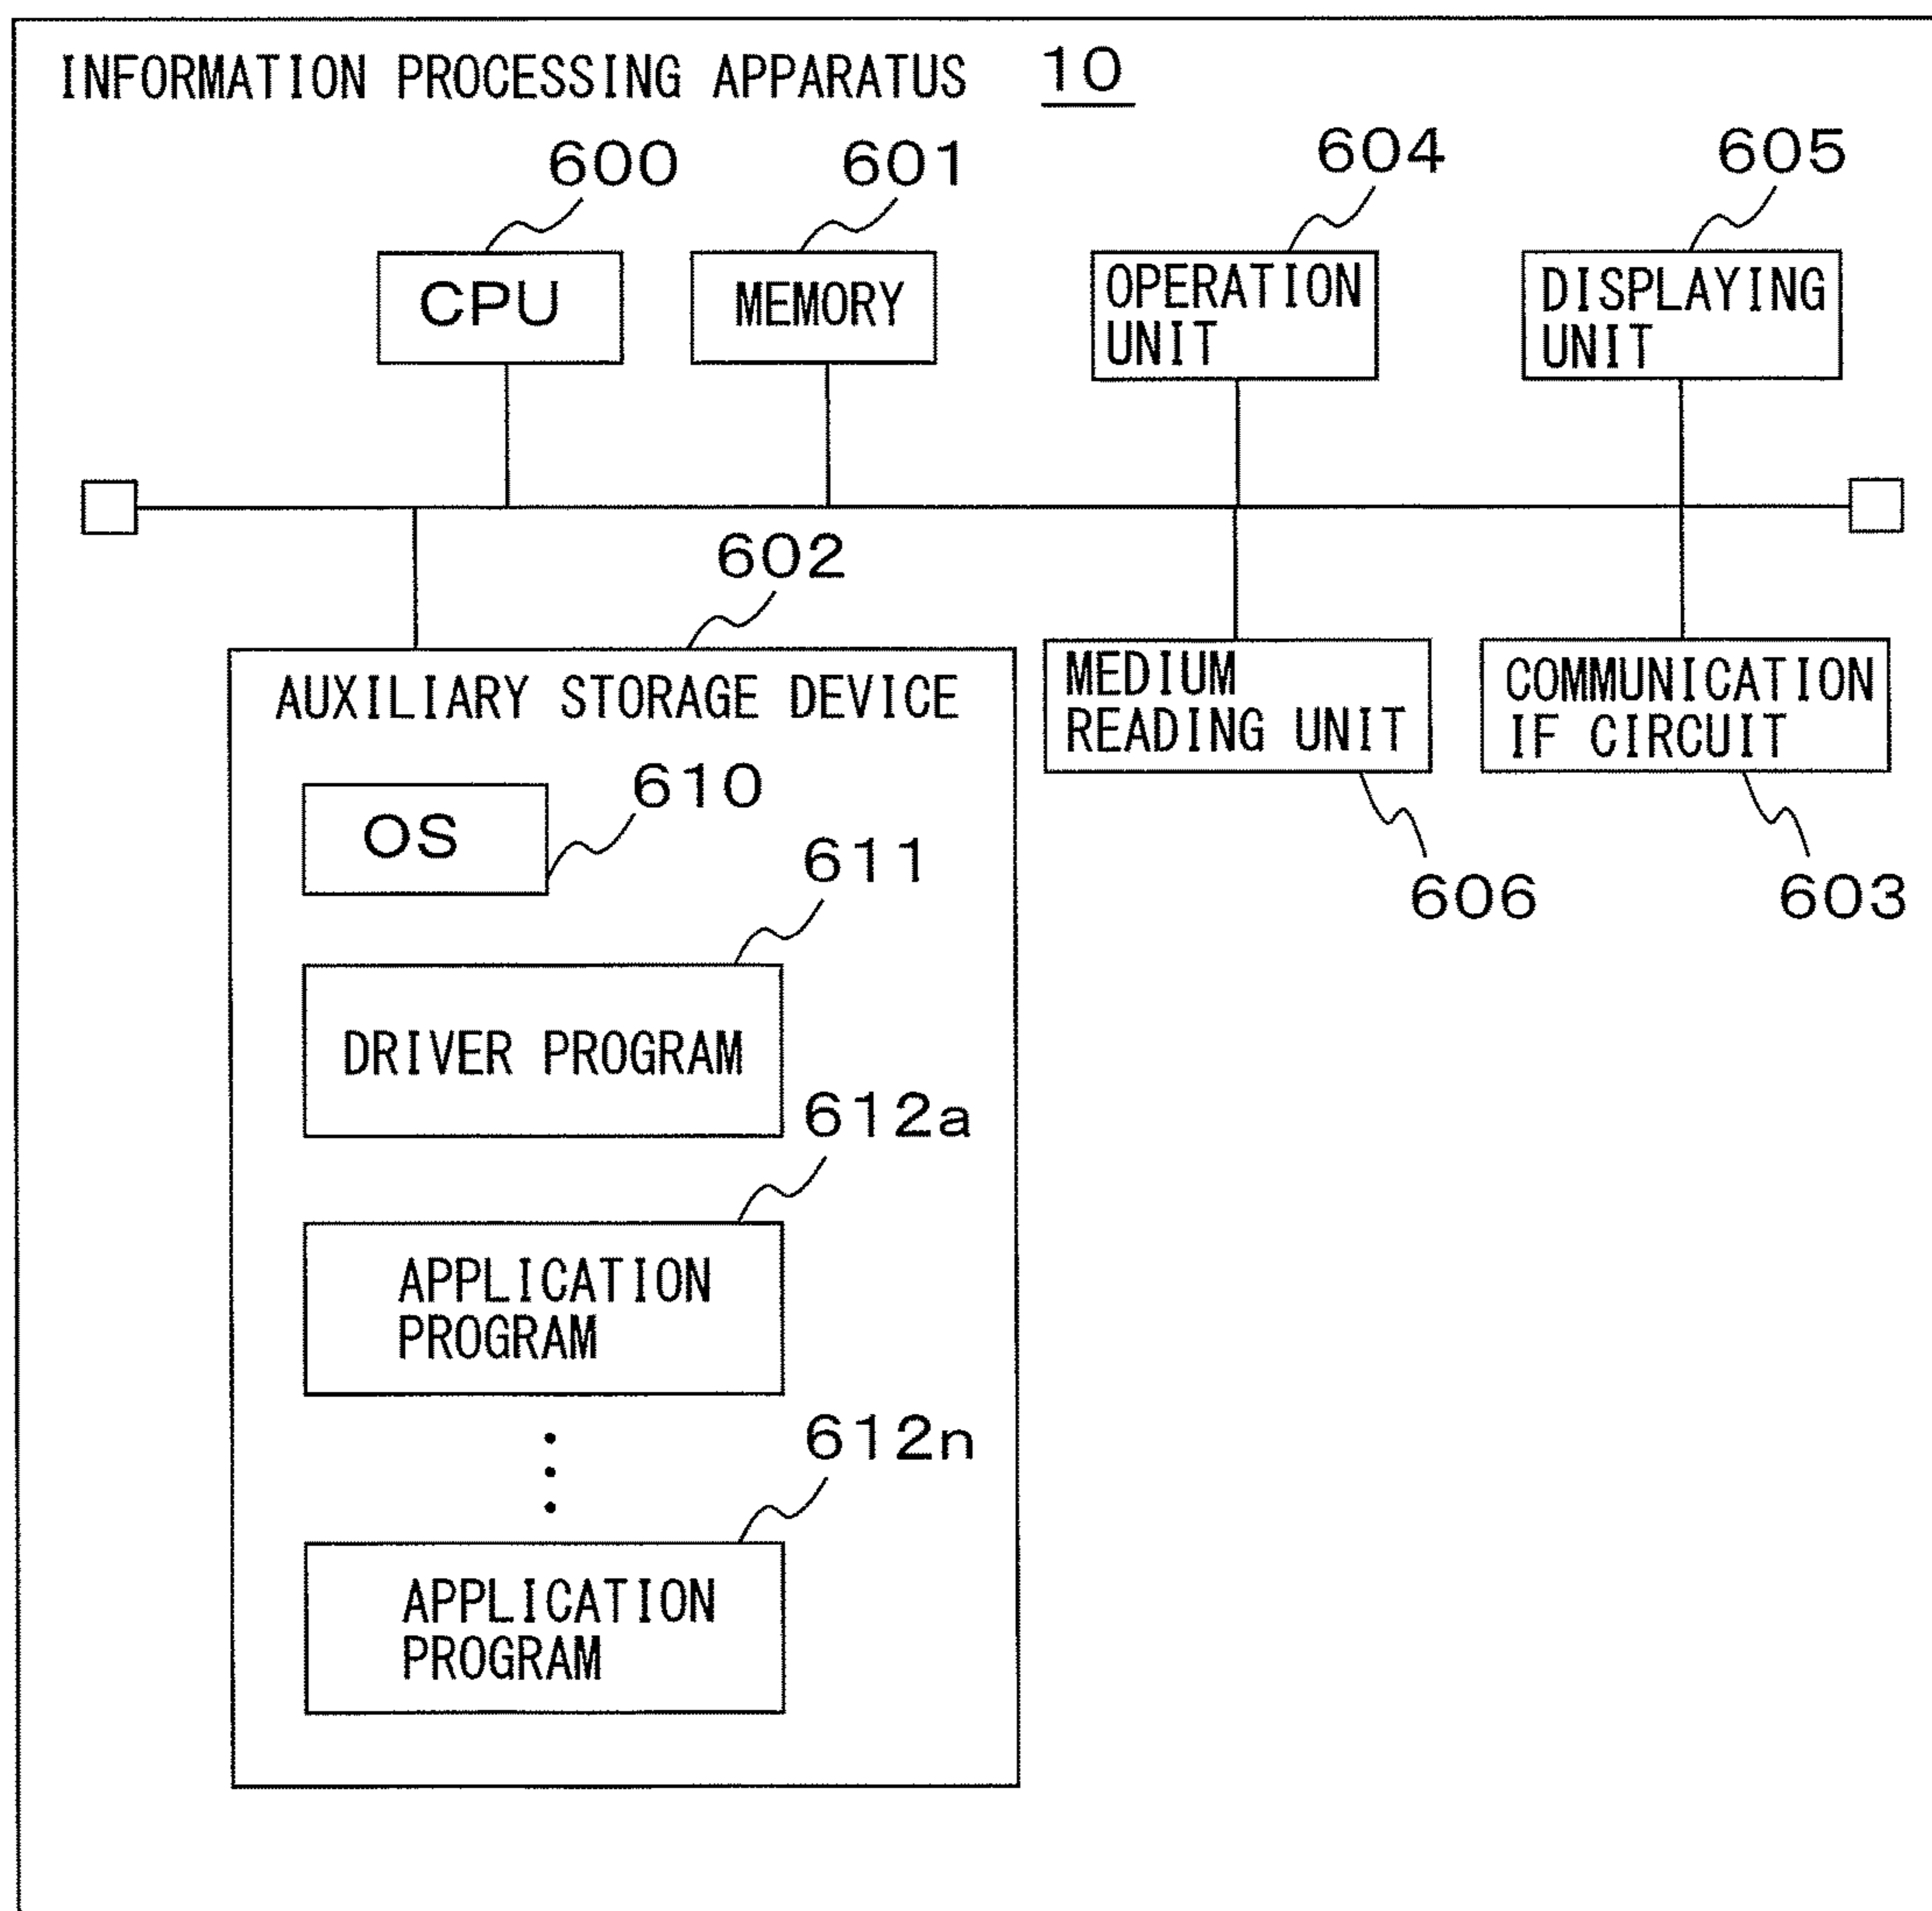 INFORMATION PROCESSING APPARATUS 10
600
601
604
605
CPU
MEMORY
OPERATION
UNIT
DISPLAYING
UNIT
602
AUXILIARY STORAGE DEVICE
MEDIUM
READING UNIT
COMMUNICATION
IF CIRCUIT
606
603
OS
610
611
DRIVER PROGRAM
612a
APPLICATION
PROGRAM
612n
APPLICATION
PROGRAM